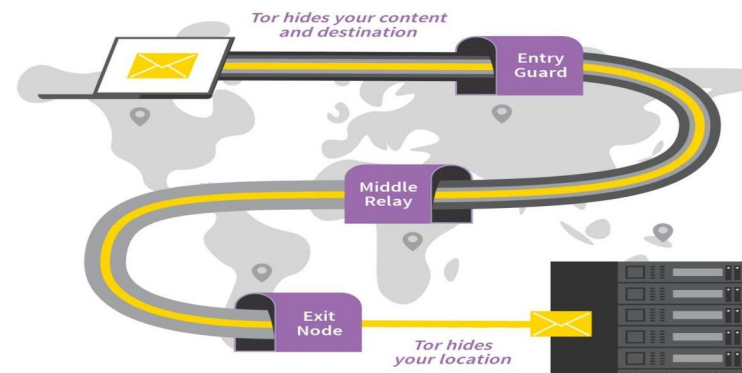 Tor hides your content
and destination
Entry
Guard
Middle
Relay
Exit
Node
Tor hides
your location